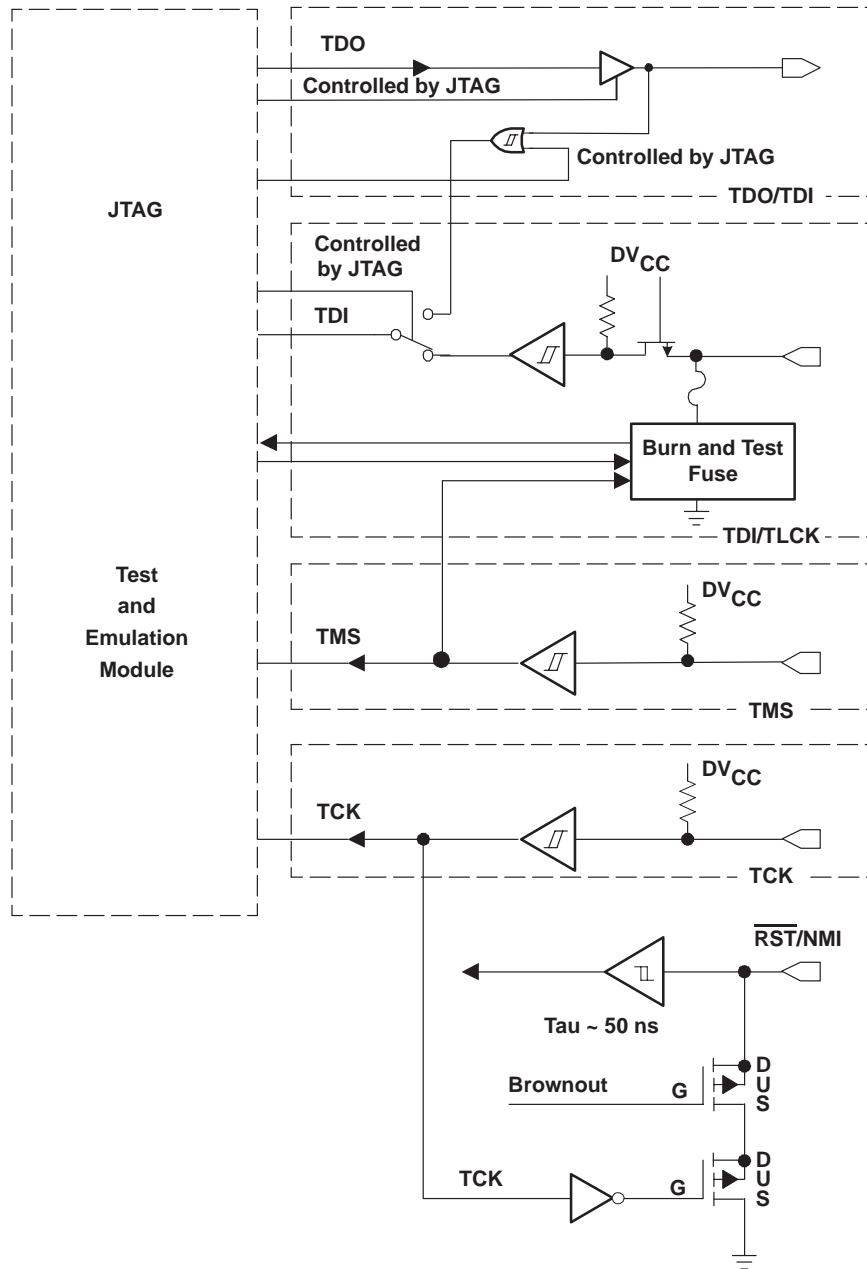 TDO
Controlled by JTAG
Controlled by JTAG
TDO/TDI
JTAG
Controlled
by JTAG
TDI
DVCC
Burn and Test
Fuse
TDI/TLCK
Test
and
Emulation
Module
TMS
DVCC
TMS
TCK
DVCC
TCK
RST/NMI
Tau ~ 50 ns
Brownout
G
D
U
S
TCK
G
D
U
S